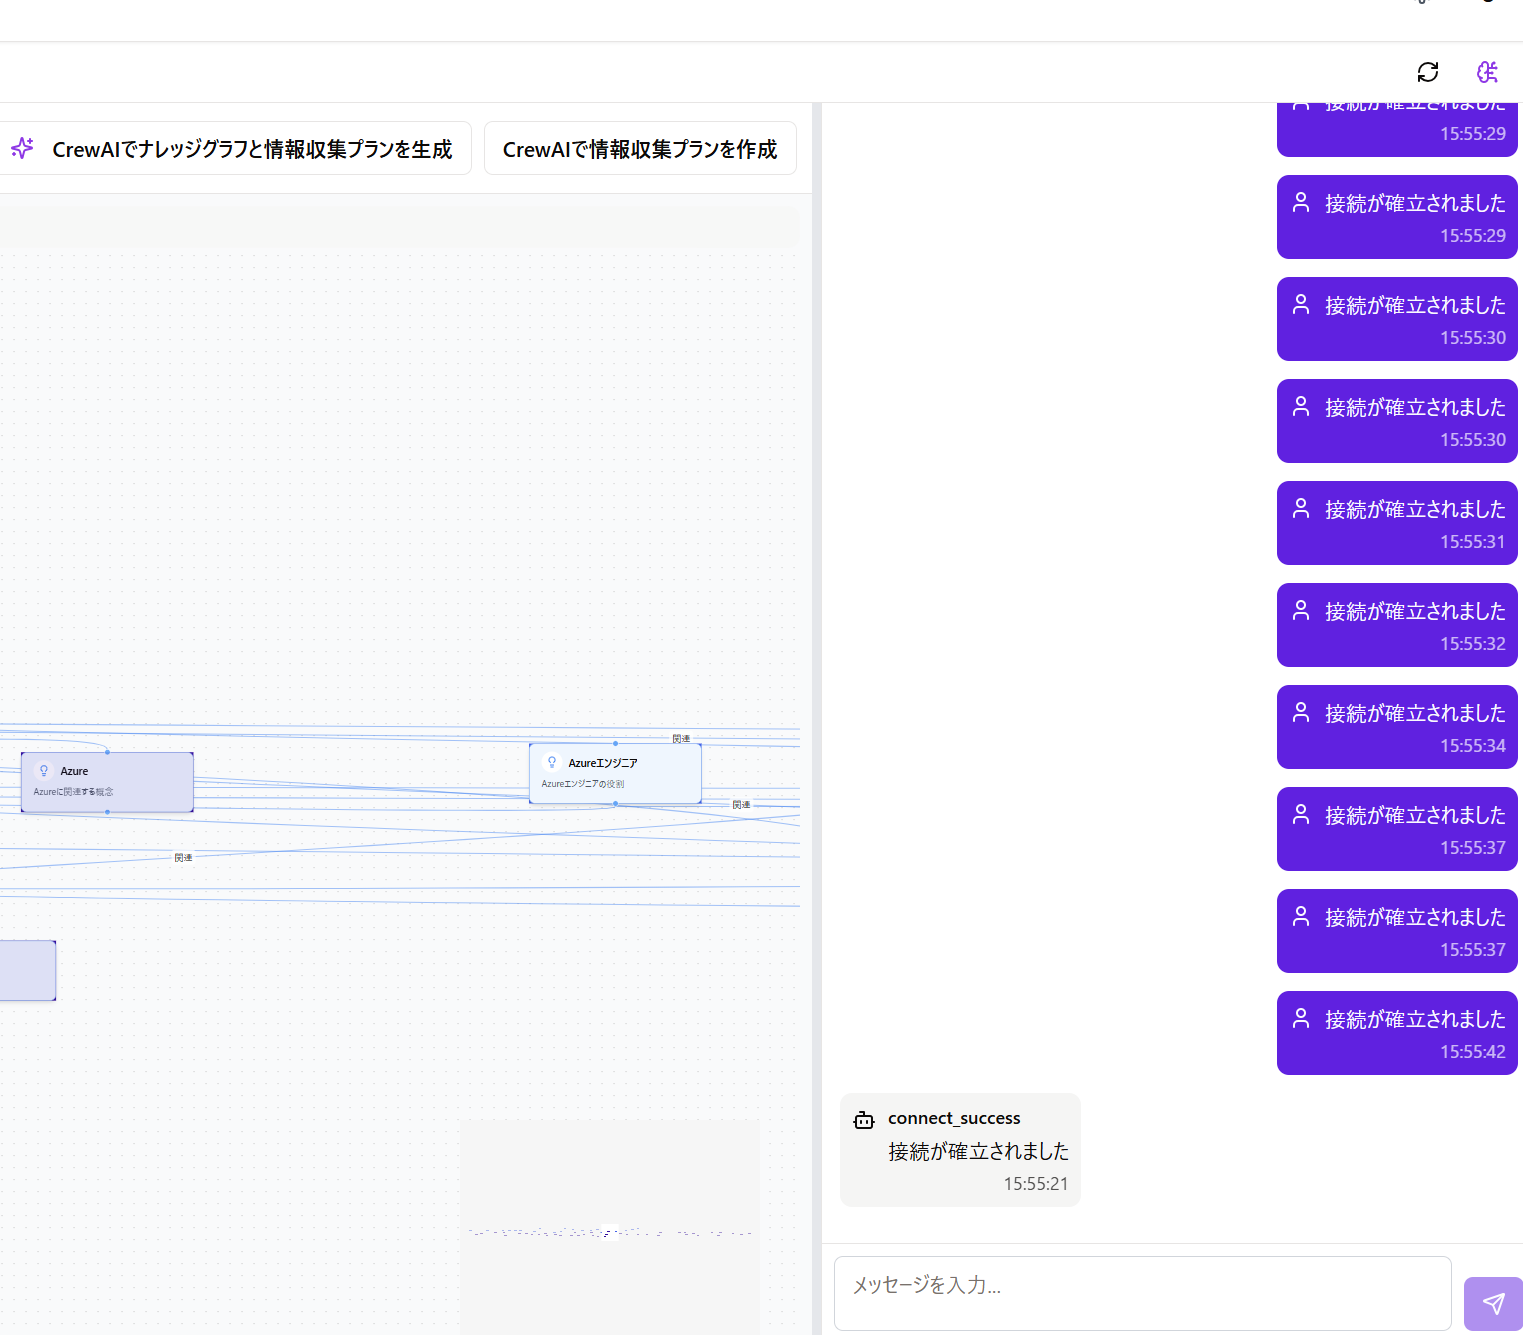 CrewAIでナレッジグラフと情報収集プランを生成
CrewAIで情報収集プランを作成
関連
Azure
Azureに関連する概念
Azureエンジニア
Azureエンジニアの役割
関連
関連
接続が確立されました
15:55:29
接続が確立されました
15:55:29
接続が確立されました
15:55:30
接続が確立されました
15:55:30
接続が確立されました
15:55:31
接続が確立されました
15:55:32
接続が確立されました
15:55:34
接続が確立されました
15:55:37
接続が確立されました
15:55:37
接続が確立されました
15:55:42
connect_success
接続が確立されました
15:55:21
メッセージを入力...